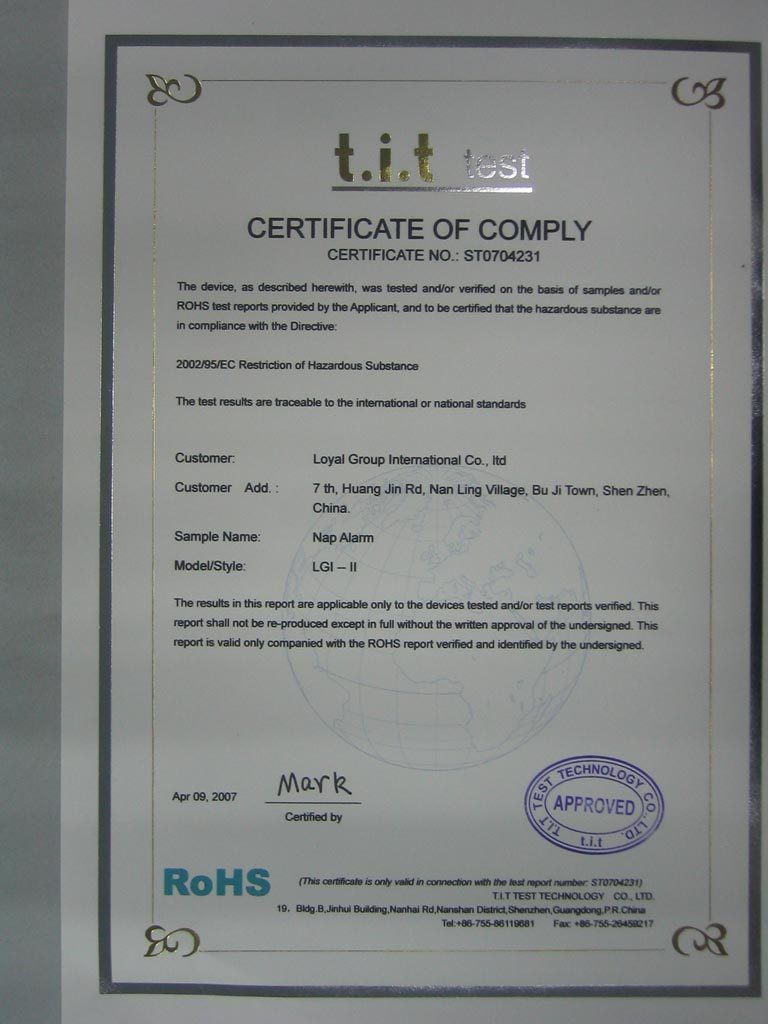 t.i.t test
CERTIFICATE OF COMPLY
CERTIFICATE NO.: ST0704231
The device, as described herewith, was tested and/or verified on the basis of samples and/or
ROHS test reports provided by the Applicant, and to be certified that the hazardous substance are
in compliance with the Directive:
2002/95/EC Restriction of Hazardous Substance
The test results are traceable to the international or national standards
Customer: Loyal Group International Co., ltd
Customer Add. : 7 th, Huang Jin Rd, Nan Ling Village, Bu Ji Town, Shen Zhen,
China.
Sample Name: Nap Alarm
Model/Style: LGI – II
The results in this report are applicable only to the devices tested and/or test reports verified. This
report shall not be re-produced except in full without the written approval of the undersigned. This
report is valid only companied with the ROHS report verified and identified by the undersigned.
Apr 09, 2007 Mark
Certified by
T.I.T TEST TECHNOLOGY CO., LTD.
APPROVED
t.i.t
RoHS (This certificate is only valid in connection with the test report number: ST0704231)
T.I.T TEST TECHNOLOGY CO., LTD.
19, Bldg.B,Jinhui Building,Nanhai Rd,Nanshan District,Shenzhen,Guangdong,P.R.China
Tel:+86-755-86119681 Fax: +86-755-26459217